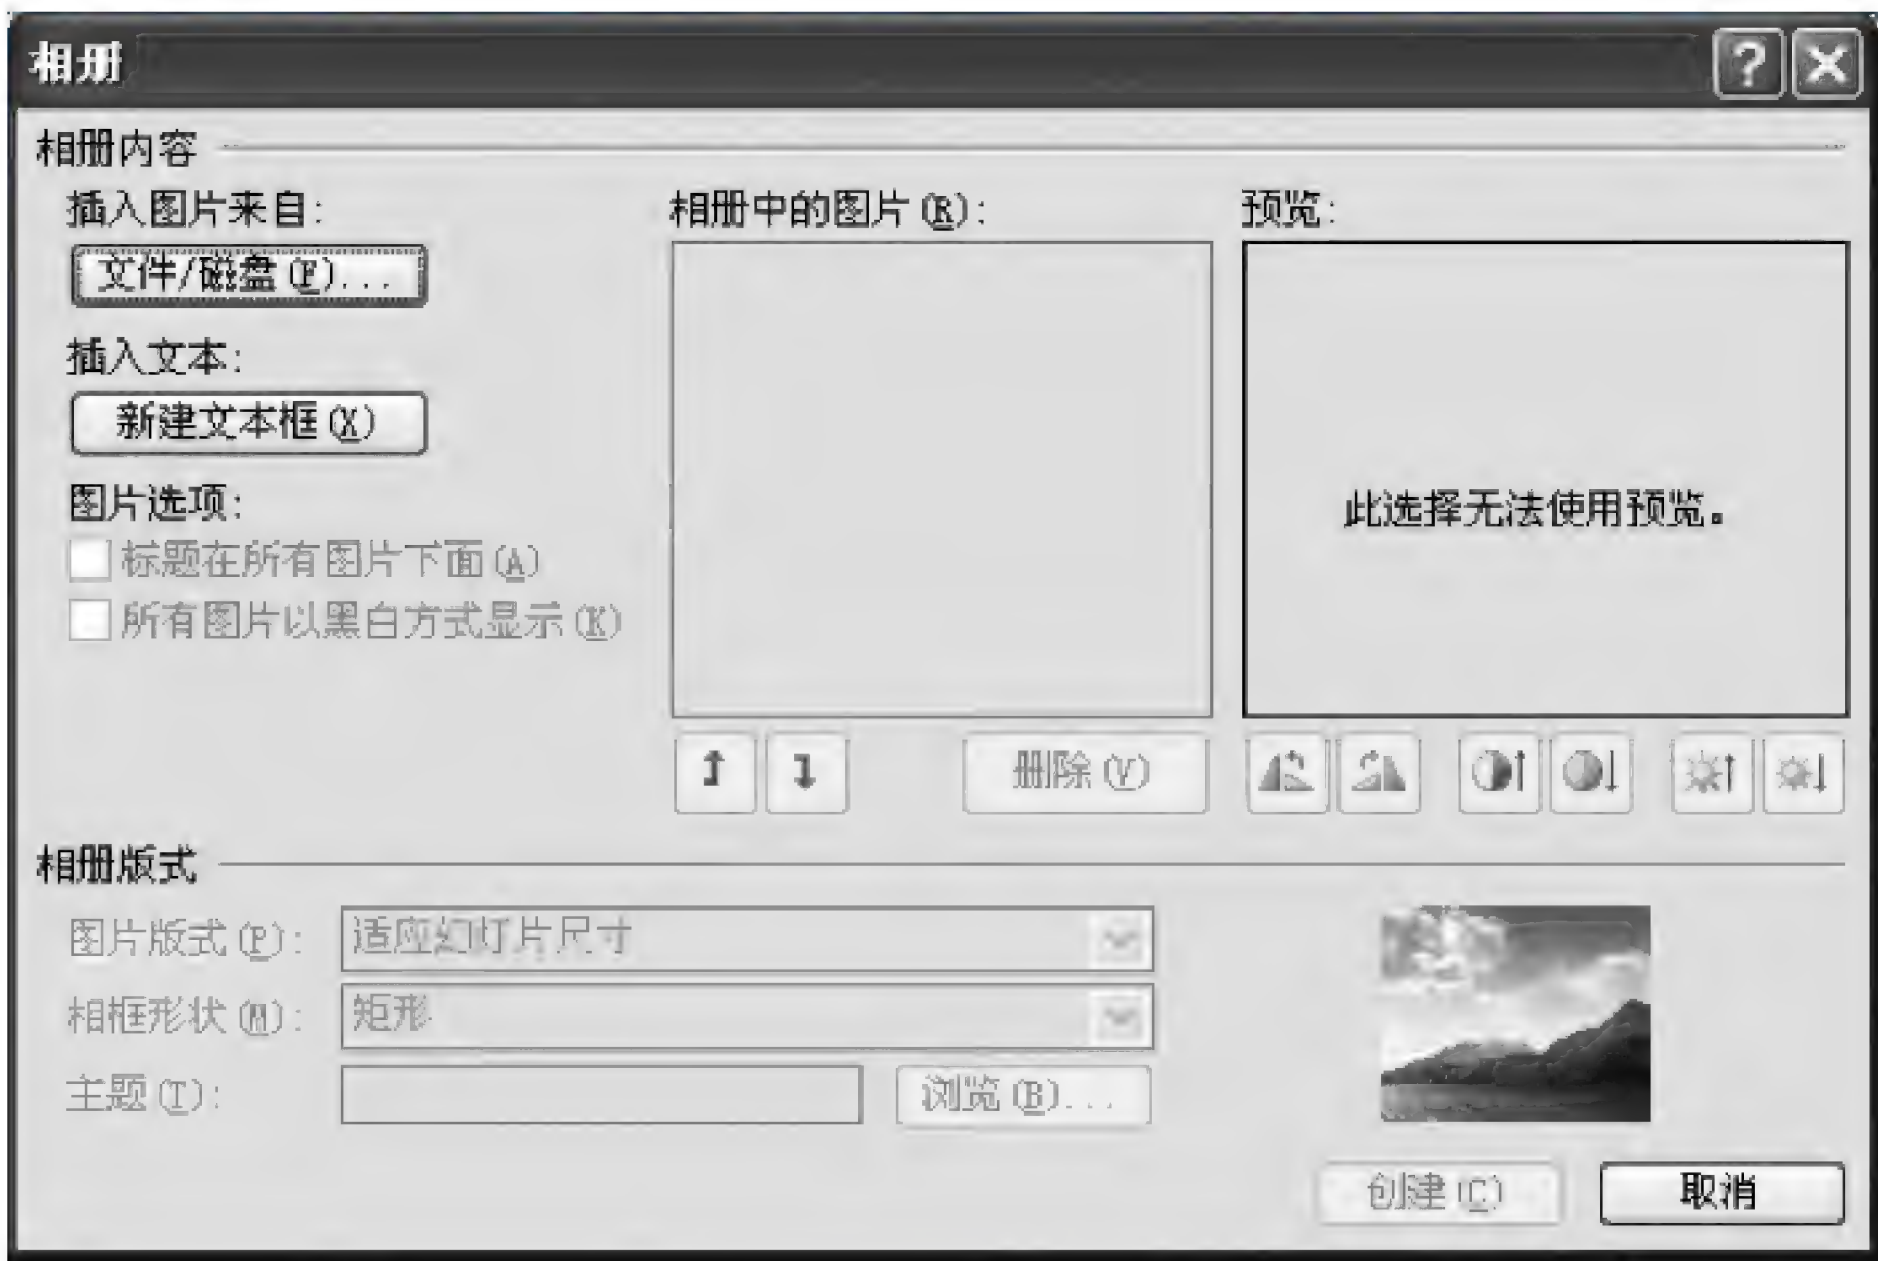 相册
相册内容
插入图片来自:
文件/磁盘(F)...
插入文本:
新建文本框(X)
图片选项:
标题在所有图片下面(A)
所有图片以黑白方式显示(K)
相册中的图片(R):
删除(V)
预览:
此选择无法使用预览。
相册版式
图片版式(P): 适应幻灯片尺寸
相框形状(M): 矩形
主题(T): 浏览(B)...
创建(C) 取消